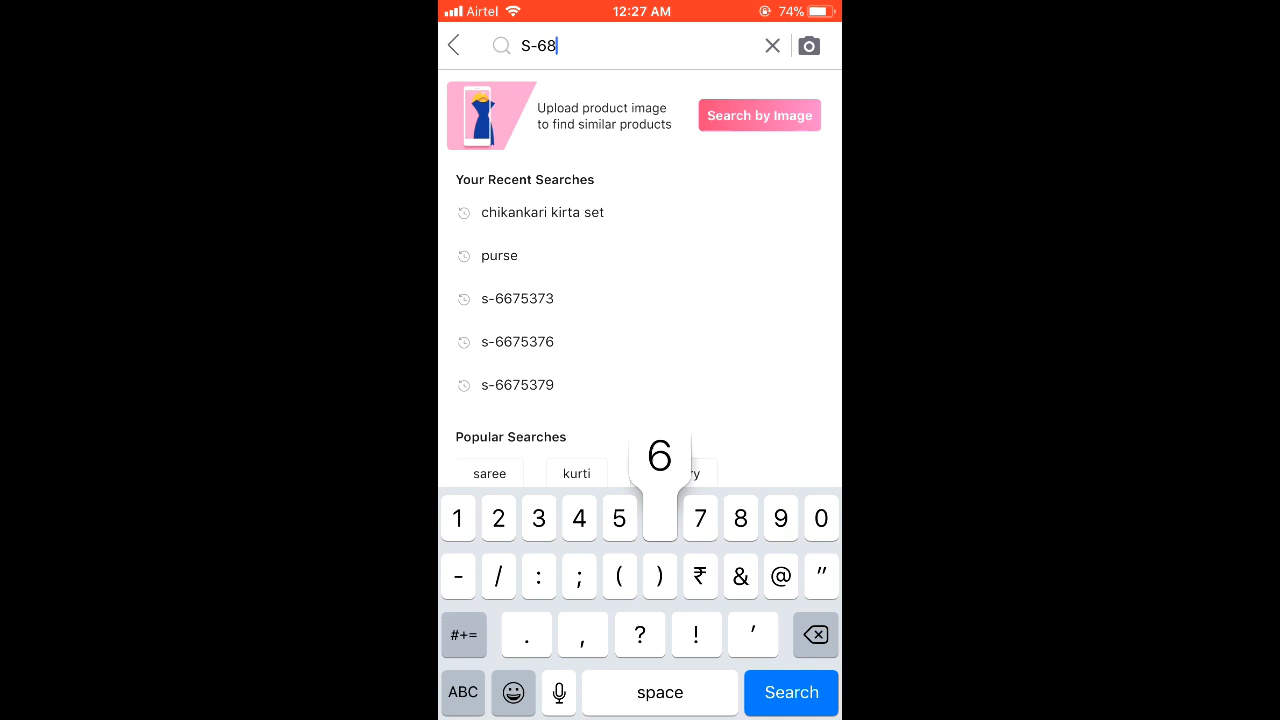 Airtel 12:27 AM 74%
S-68
Upload product image
to find similar products
Search by Image
Your Recent Searches
chikankari kirta set
purse
s-6675373
s-6675376
s-6675379
Popular Searches
saree kurti
6
1 2 3 4 5 7 8 9 0
- / : ; ( ) ₹ & @ "
#+= . , ? ! '
ABC space Search